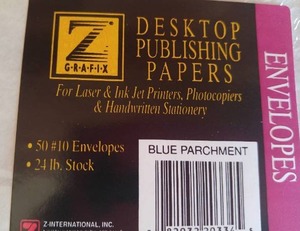 Z
G·R·A·F·I·X
DESKTOP
PUBLISHING
PAPERS
For Laser & Ink Jet Printers, Photocopiers
& Handwritten Stationery
• 50 #10 Envelopes
• 24 lb. Stock
BLUE PARCHMENT
ENVELOPES
Z-INTERNATIONAL, INC.